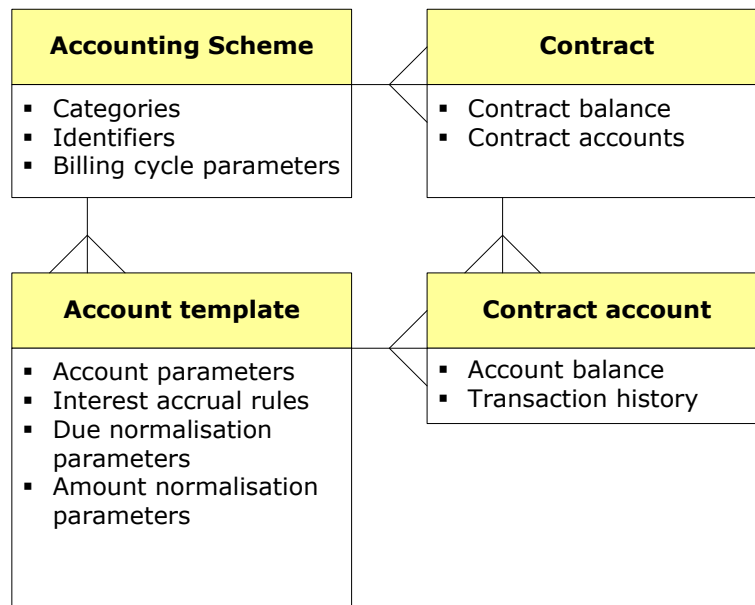 Accounting Scheme
▪ Categories
▪ Identifiers
▪ Billing cycle parameters
Contract
▪ Contract balance
▪ Contract accounts
Account template
▪ Account parameters
▪ Interest accrual rules
▪ Due normalisation
parameters
▪ Amount normalisation
parameters
Contract account
▪ Account balance
▪ Transaction history